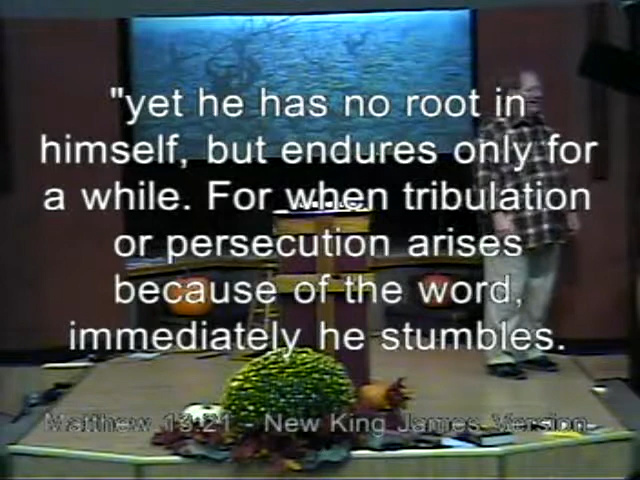 "yet he has no root in
himself, but endures only for
a while. For when tribulation
or persecution arises
because of the word,
immediately he stumbles.
Matthew 13:21 - New King James Version